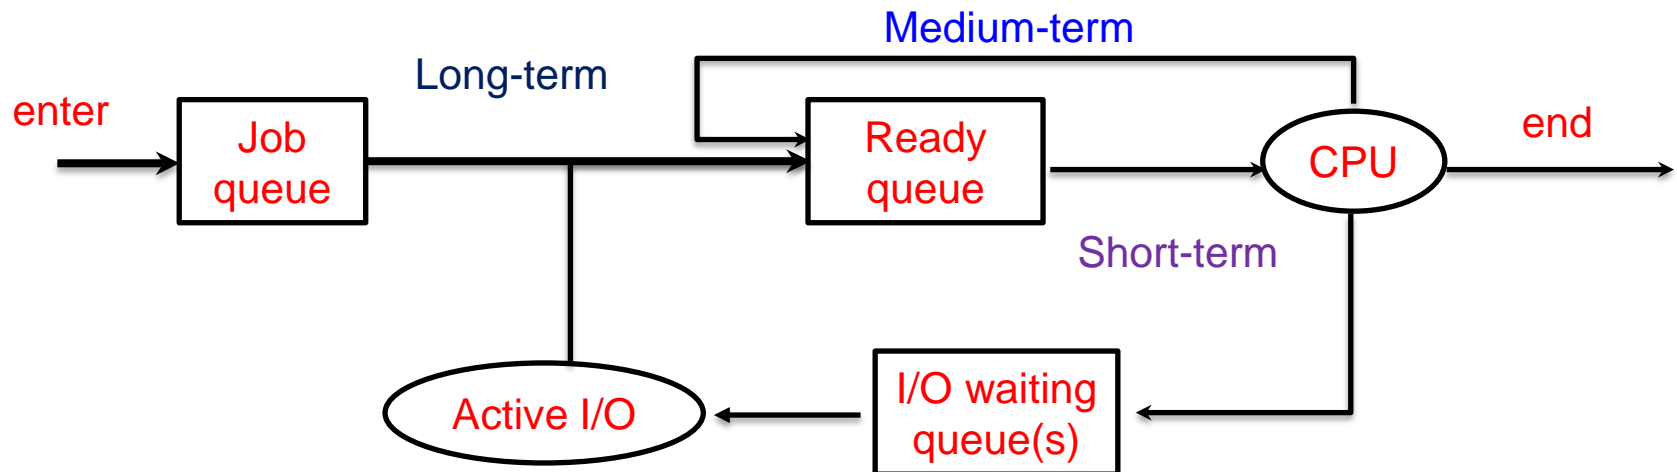 Medium-term
Long-term
enter
Job
queue
Ready
queue
CPU
end
Short-term
Active I/O
I/O waiting
queue(s)